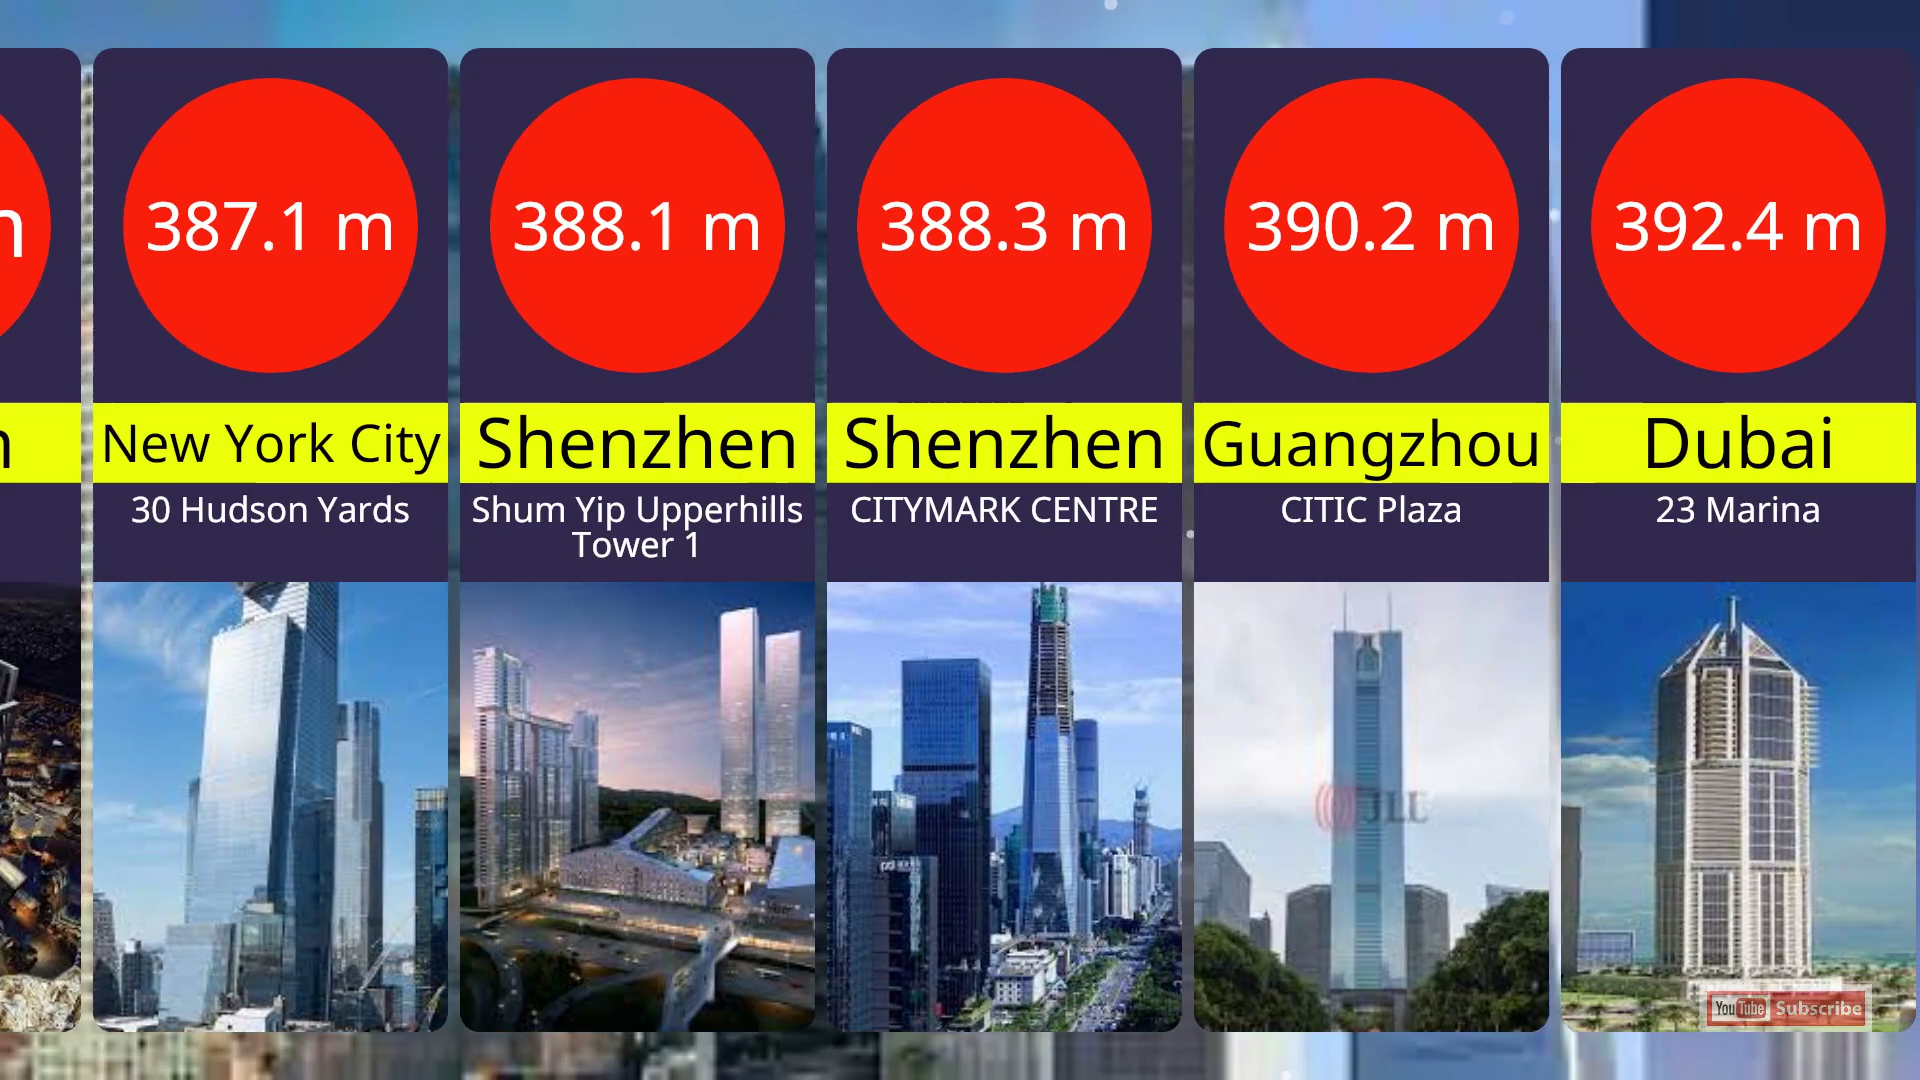 m
387.1 m
New York City
30 Hudson Yards
388.1 m
Shenzhen
Shum Yip Upperhills
Tower 1
388.3 m
Shenzhen
CITYMARK CENTRE
390.2 m
Guangzhou
CITIC Plaza
JLL
392.4 m
Dubai
23 Marina
YouTube Subscribe